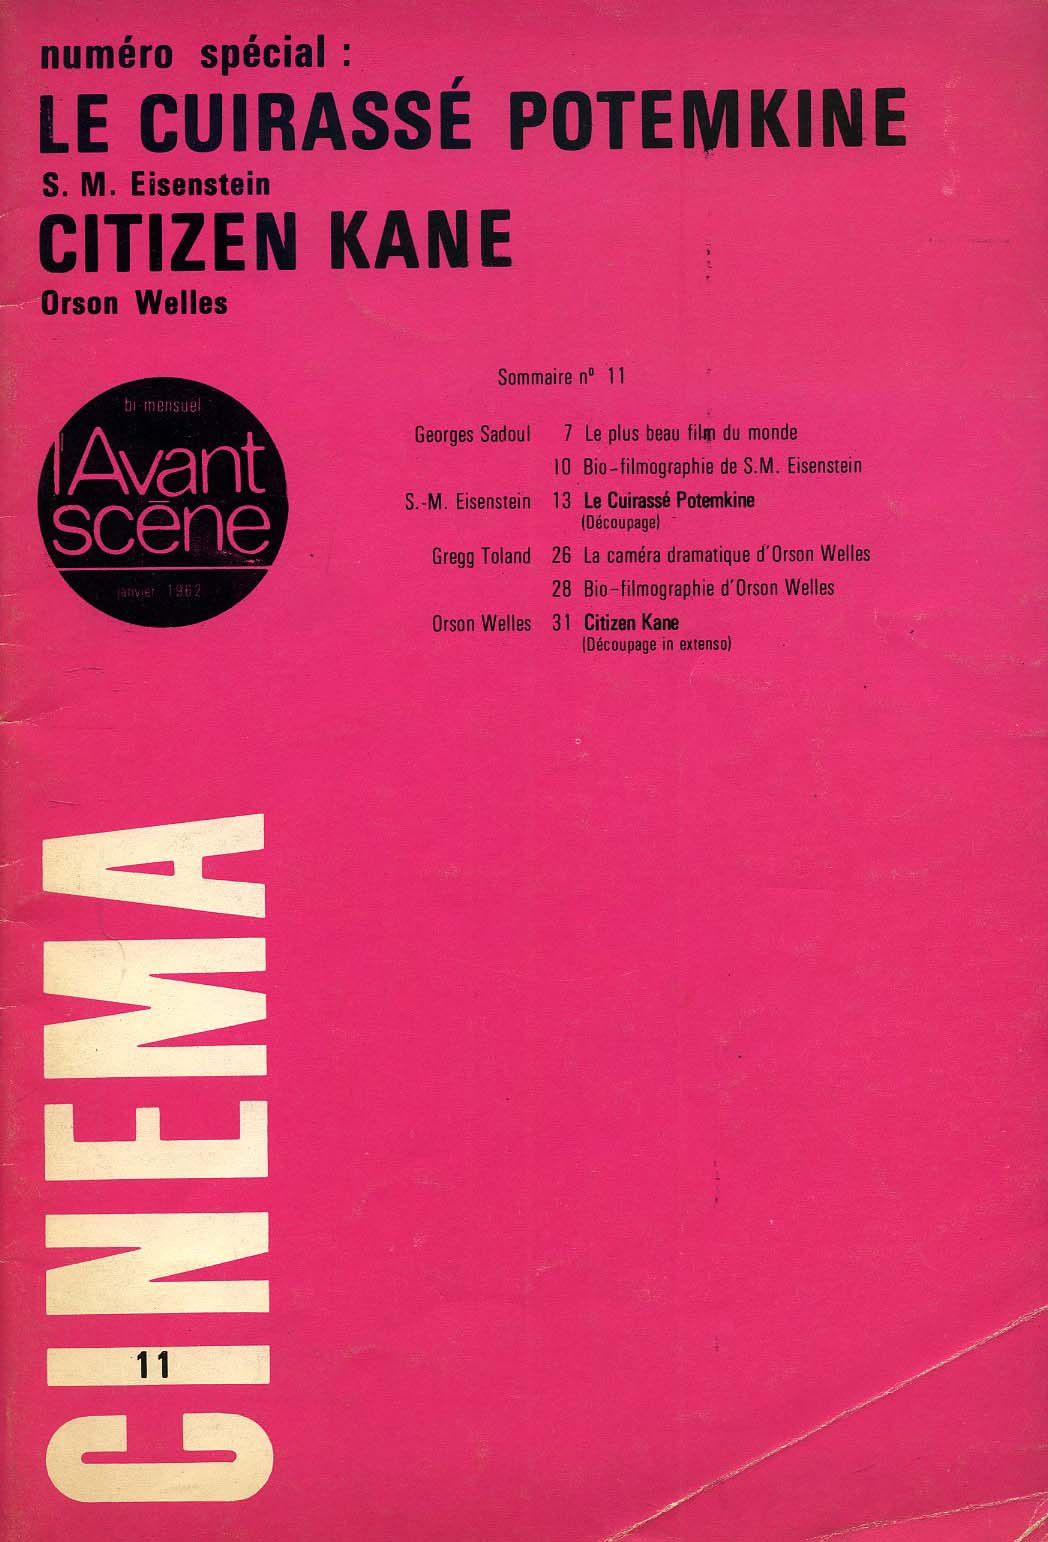 numéro spécial :
LE CUIRASSÉ POTEMKINE
S. M. Eisenstein
CITIZEN KANE
Orson Welles
bi-mensuel
l'Avant
scène
janvier 1962
Sommaire nº 11
Georges Sadoul 7 Le plus beau film du monde
10 Bio-filmographie de S.M. Eisenstein
S.-M. Eisenstein 13 Le Cuirassé Potemkine
(Découpage)
Gregg Toland 26 La caméra dramatique d'Orson Welles
28 Bio-filmographie d'Orson Welles
Orson Welles 31 Citizen Kane
(Découpage in extenso)
CINEMA
11